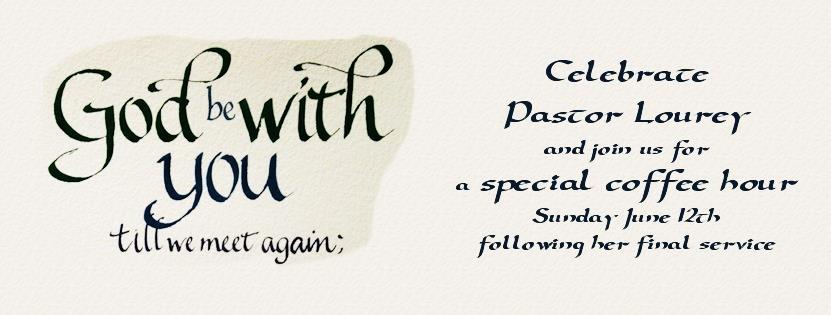 God be with
you
till we meet again;
Celebrate
Pastor Lourey
and join us for
a special coffee hour
Sunday June 12th
following her final service